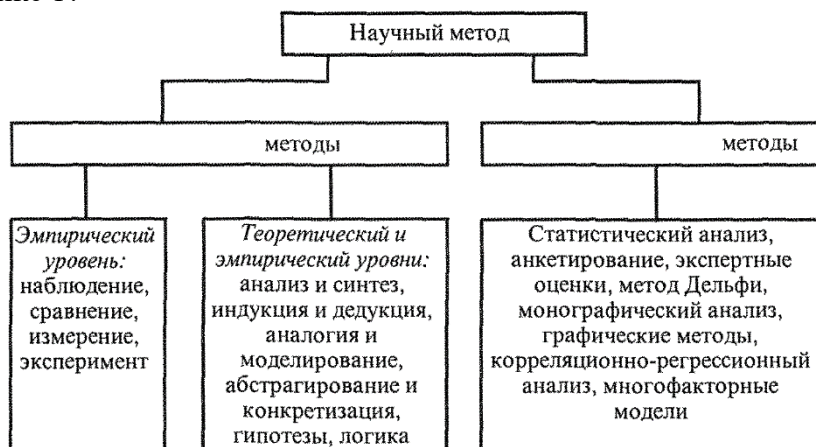 Научный метод
методы
методы
Эмпирический
уровень:
наблюдение,
сравнение,
измерение,
эксперимент
Теоретический и
эмпирический уровни:
анализ и синтез,
индукция и дедукция,
аналогия и
моделирование,
абстрагирование и
конкретизация,
гипотезы, логика
Статистический анализ,
анкетирование, экспертные
оценки, метод Дельфи,
монографический анализ,
графические методы,
корреляционно-регрессионный
анализ, многофакторные
модели